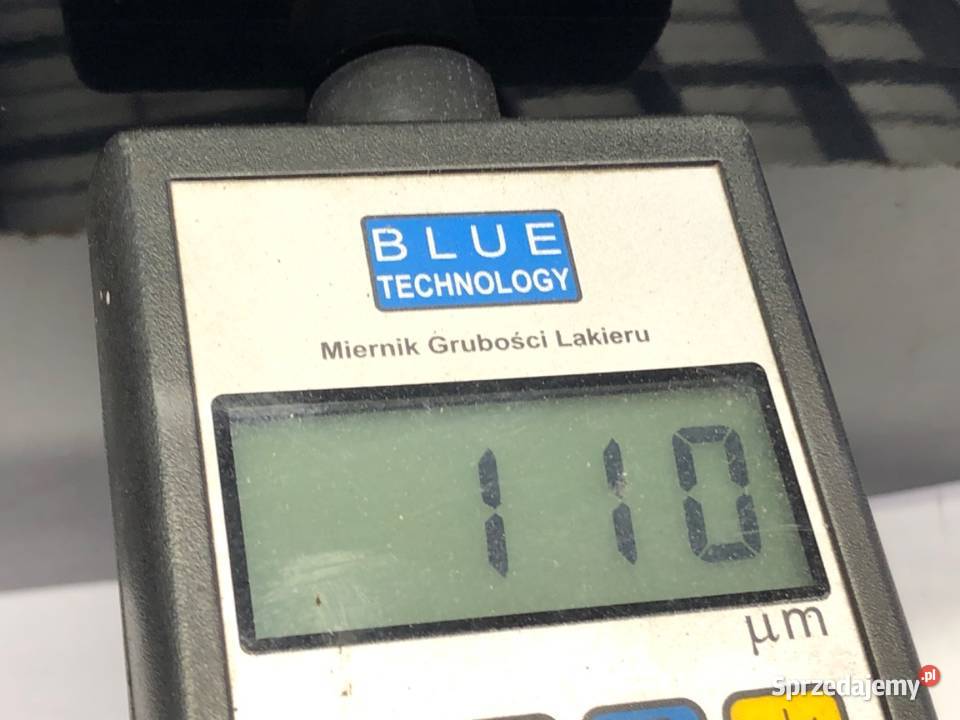 BLUE
TECHNOLOGY
Miernik Grubości Lakieru
110
µm
Sprzedajemy.pl